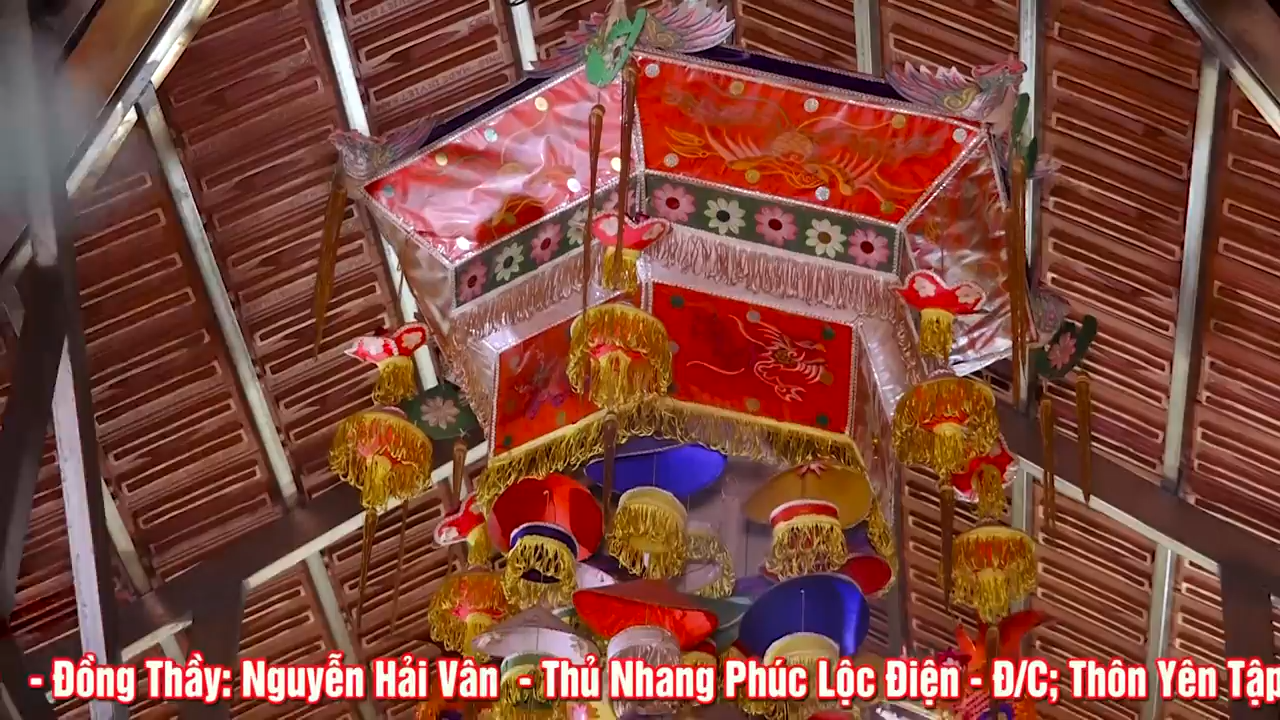 - Đồng Thầy: Nguyễn Hải Vân - Thủ Nhang Phúc Lộc Điện - Đ/C; Thôn Yên Tập